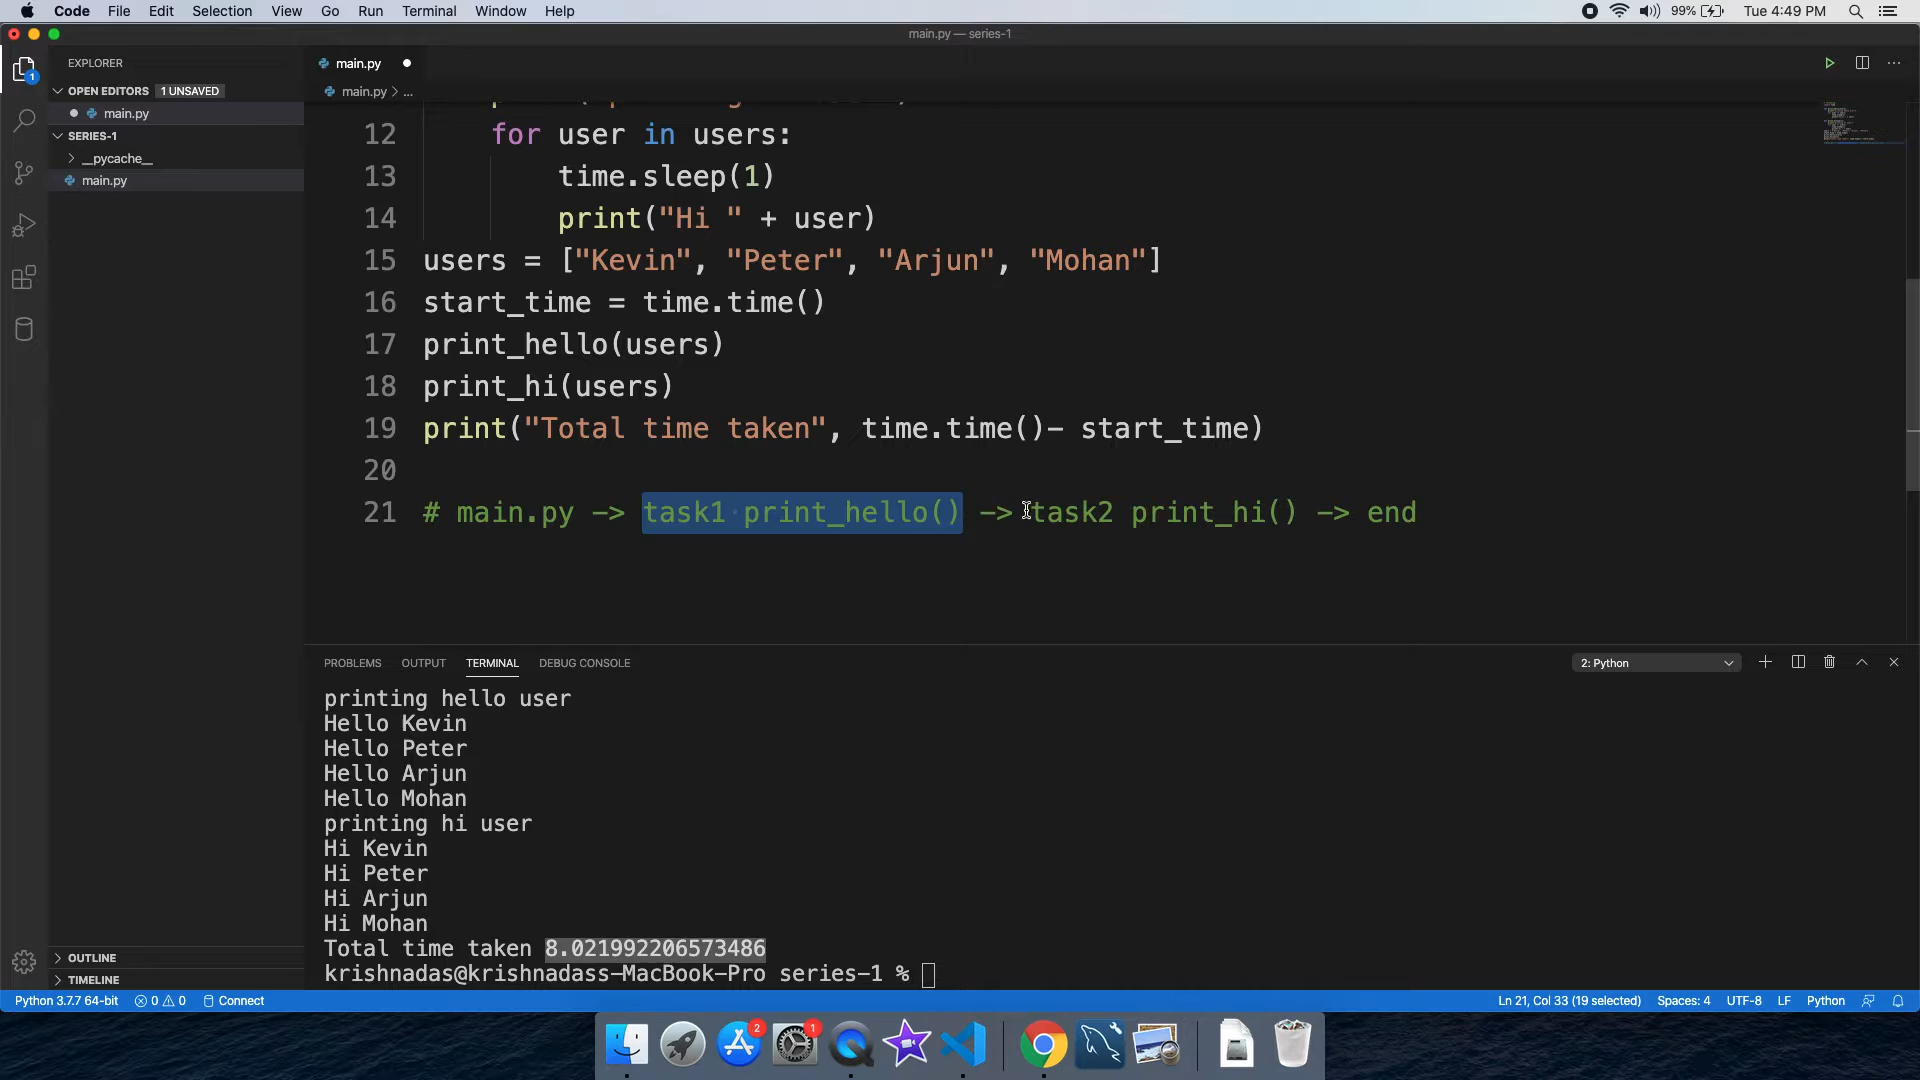 Code File Edit Selection View Go Run Terminal Window Help 99% Tue 4:49 PM
main.py — series-1
EXPLORER
main.py
OPEN EDITORS 1 UNSAVED
main.py
main.py > ...
SERIES-1
__pycache__
main.py
12 for user in users:
13 time.sleep(1)
14 print("Hi " + user)
15 users = ["Kevin", "Peter", "Arjun", "Mohan"]
16 start_time = time.time()
17 print_hello(users)
18 print_hi(users)
19 print("Total time taken", time.time()- start_time)
20
21 # main.py -> task1 print_hello() -> task2 print_hi() -> end
PROBLEMS OUTPUT TERMINAL DEBUG CONSOLE 2: Python
printing hello user
Hello Kevin
Hello Peter
Hello Arjun
Hello Mohan
printing hi user
Hi Kevin
Hi Peter
Hi Arjun
Hi Mohan
Total time taken 8.021992206573486
krishnadas@krishnadass-MacBook-Pro series-1 %
OUTLINE
TIMELINE
Python 3.7.7 64-bit 0 0 Connect Ln 21, Col 33 (19 selected) Spaces: 4 UTF-8 LF Python
1
2
1